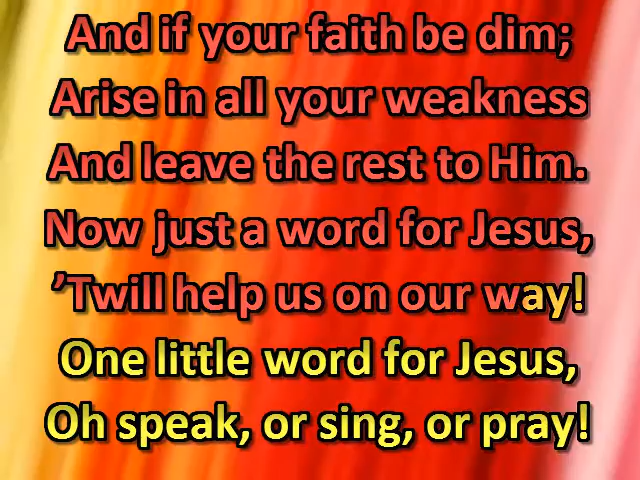 And if your faith be dim;
Arise in all your weakness
And leave the rest to Him.
Now just a word for Jesus,
’Twill help us on our way!
One little word for Jesus,
Oh speak, or sing, or pray!